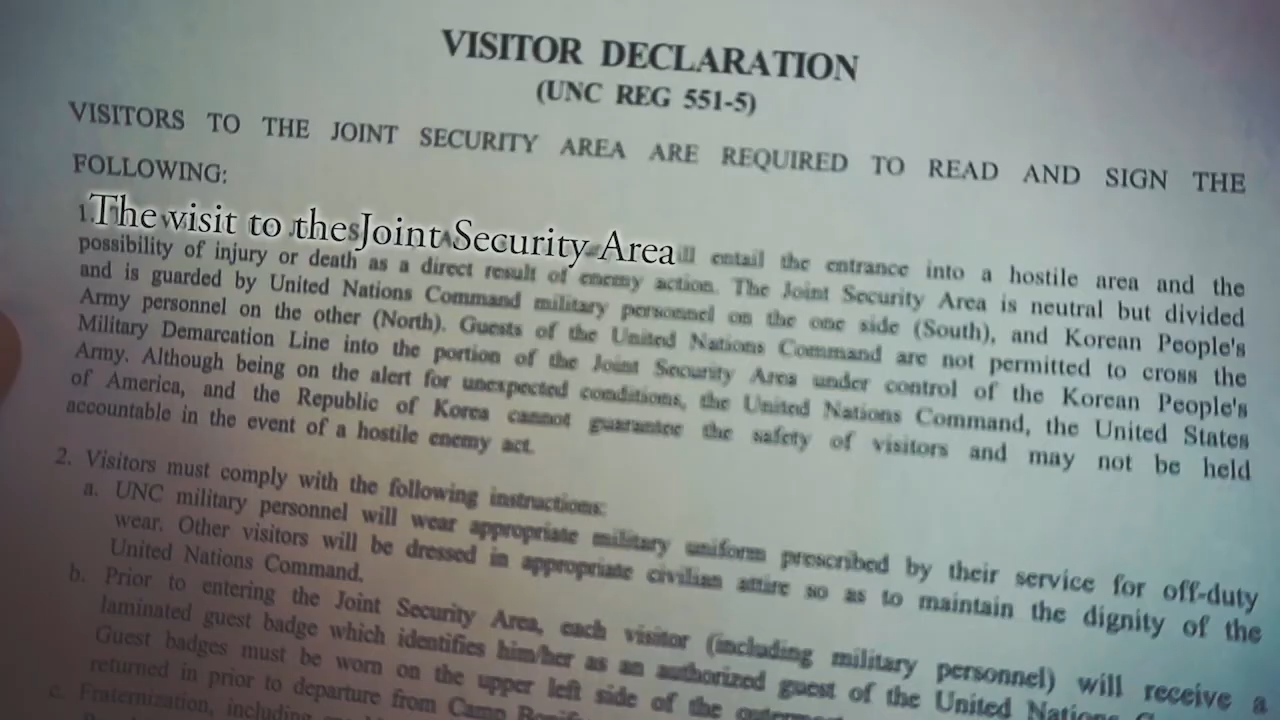 VISITOR DECLARATION
(UNC REG 551-5)
VISITORS TO THE JOINT SECURITY AREA ARE REQUIRED TO READ AND SIGN THE
FOLLOWING:
1. The visit to the Joint Security Area will entail the entrance into a hostile area and the
possibility of injury or death as a direct result of enemy action. The Joint Security Area is neutral but divided
and is guarded by United Nations Command military personnel on the one side (South), and Korean People's
Army personnel on the other (North). Guests of the United Nations Command are not permitted to cross the
Military Demarcation Line into the portion of the Joint Security Area under control of the Korean People's
Army. Although being on the alert for unexpected conditions, the United Nations Command, the United States
of America, and the Republic of Korea cannot guarantee the safety of visitors and may not be held
accountable in the event of a hostile enemy act.
2. Visitors must comply with the following instructions:
a. UNC military personnel will wear appropriate military uniform prescribed by their service for off-duty
wear. Other visitors will be dressed in appropriate civilian attire so as to maintain the dignity of the
United Nations Command.
b. Prior to entering the Joint Security Area, each visitor (including military personnel) will receive a
laminated guest badge which identifies him/her as an authorized guest of the United Nations
Guest badges must be worn on the upper left side of the
returned in prior to departure from Camp
c. Fraternization, including